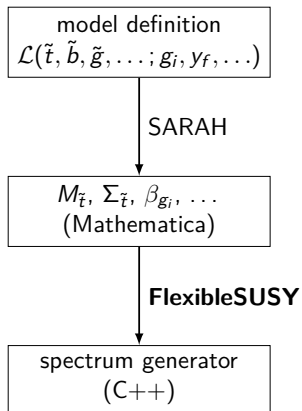 model definition
ℒ(t̃, b̃, g̃, …; gᵢ, y_f, …)
SARAH
M_t̃, Σ_t̃, β_gᵢ, …
(Mathematica)
FlexibleSUSY
spectrum generator
(C++)